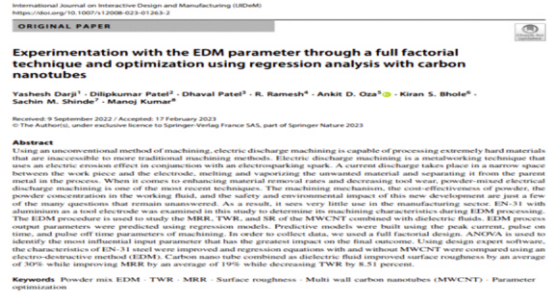 International Journal on Interactive Design and Manufacturing (IJIDeM)
https://doi.org/10.1007/s12008-023-01263-2
ORIGINAL PAPER
Experimentation with the EDM parameter through a full factorial
technique and optimization using regression analysis with carbon
nanotubes
Yashesh Darji¹ · Dilipkumar Patel² · Dhaval Patel³ · R. Ramesh⁴ · Ankit D. Oza⁵ · Kiran S. Bhole⁶ ·
Sachin M. Shinde⁷ · Manoj Kumar⁸
Received: 9 September 2022 / Accepted: 17 February 2023
© The Author(s), under exclusive licence to Springer-Verlag France SAS, part of Springer Nature 2023
Abstract
Using an unconventional method of machining, electric discharge machining is capable of processing extremely hard materials
that are inaccessible to more traditional machining methods. Electric discharge machining is a metalworking technique that
uses an electric erosion effect in conjunction with an electrosparking spark. A current discharge takes place in a narrow space
between the work piece and the electrode, melting and vaporizing the unwanted material and separating it from the parent
metal in the process. When it comes to enhancing material removal rates and decreasing tool wear, powder-mixed electrical
discharge machining is one of the most recent techniques. The machining mechanism, the cost-effectiveness of powder, the
powder concentration in the working fluid, and the safety and environmental impact of this new development are just a few
of the many questions that remain unanswered. As a result, it sees very little use in the manufacturing sector. EN-31 with
aluminium as a tool electrode was examined in this study to determine its machining characteristics during EDM processing.
The EDM procedure is used to study the MRR, TWR, and SR of the MWCNT combined with dielectric fluids. EDM process
output parameters were predicted using regression models. Predictive models were built using the peak current, pulse on
time, and pulse off time parameters of machining. In order to collect data, we used a full factorial design. ANOVA is used to
identify the most influential input parameter that has the greatest impact on the final outcome. Using design expert software,
the characteristics of EN-31 steel were improved and regression equations with and without MWCNT were compared using an
electro-destructive method (EDM). Carbon nano tube combined as dielectric fluid improved surface roughness by an average
of 30% while improving MRR by an average of 19% while decreasing TWR by 8.51 percent.
Keywords Powder mix EDM · TWR · MRR · Surface roughness · Multi wall carbon nanotubes (MWCNT) · Parameter
optimization